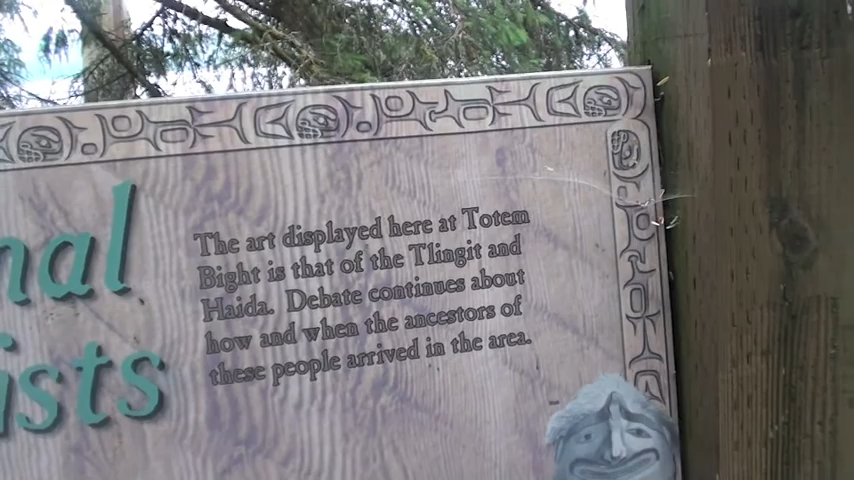 The art displayed here at Totem
Bight is that of the Tlingit and
Haida. Debate continues about
how and when the ancestors of
these people arrived in the area.
nal
ists